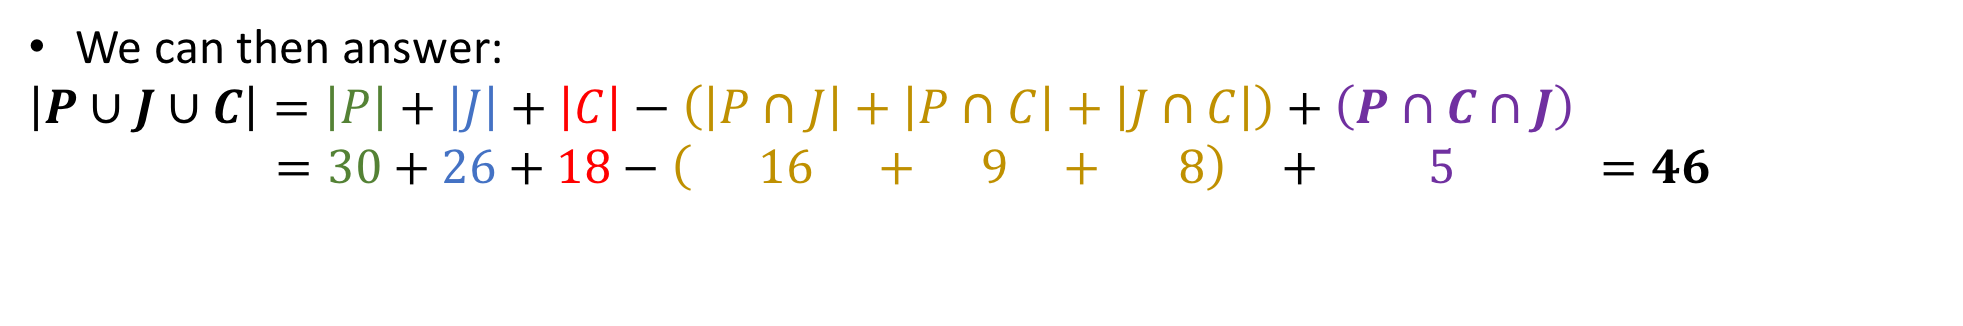 • We can then answer:
|𝑷 ∪ 𝑱 ∪ 𝑪| = |𝑃| + |𝐽| + |𝐶| − (|𝑃 ∩ 𝐽| + |𝑃 ∩ 𝐶| + |𝐽 ∩ 𝐶|) + (𝑷 ∩ 𝑪 ∩ 𝑱)
= 30 + 26 + 18 − ( 16 + 9 + 8) + 5 = 46